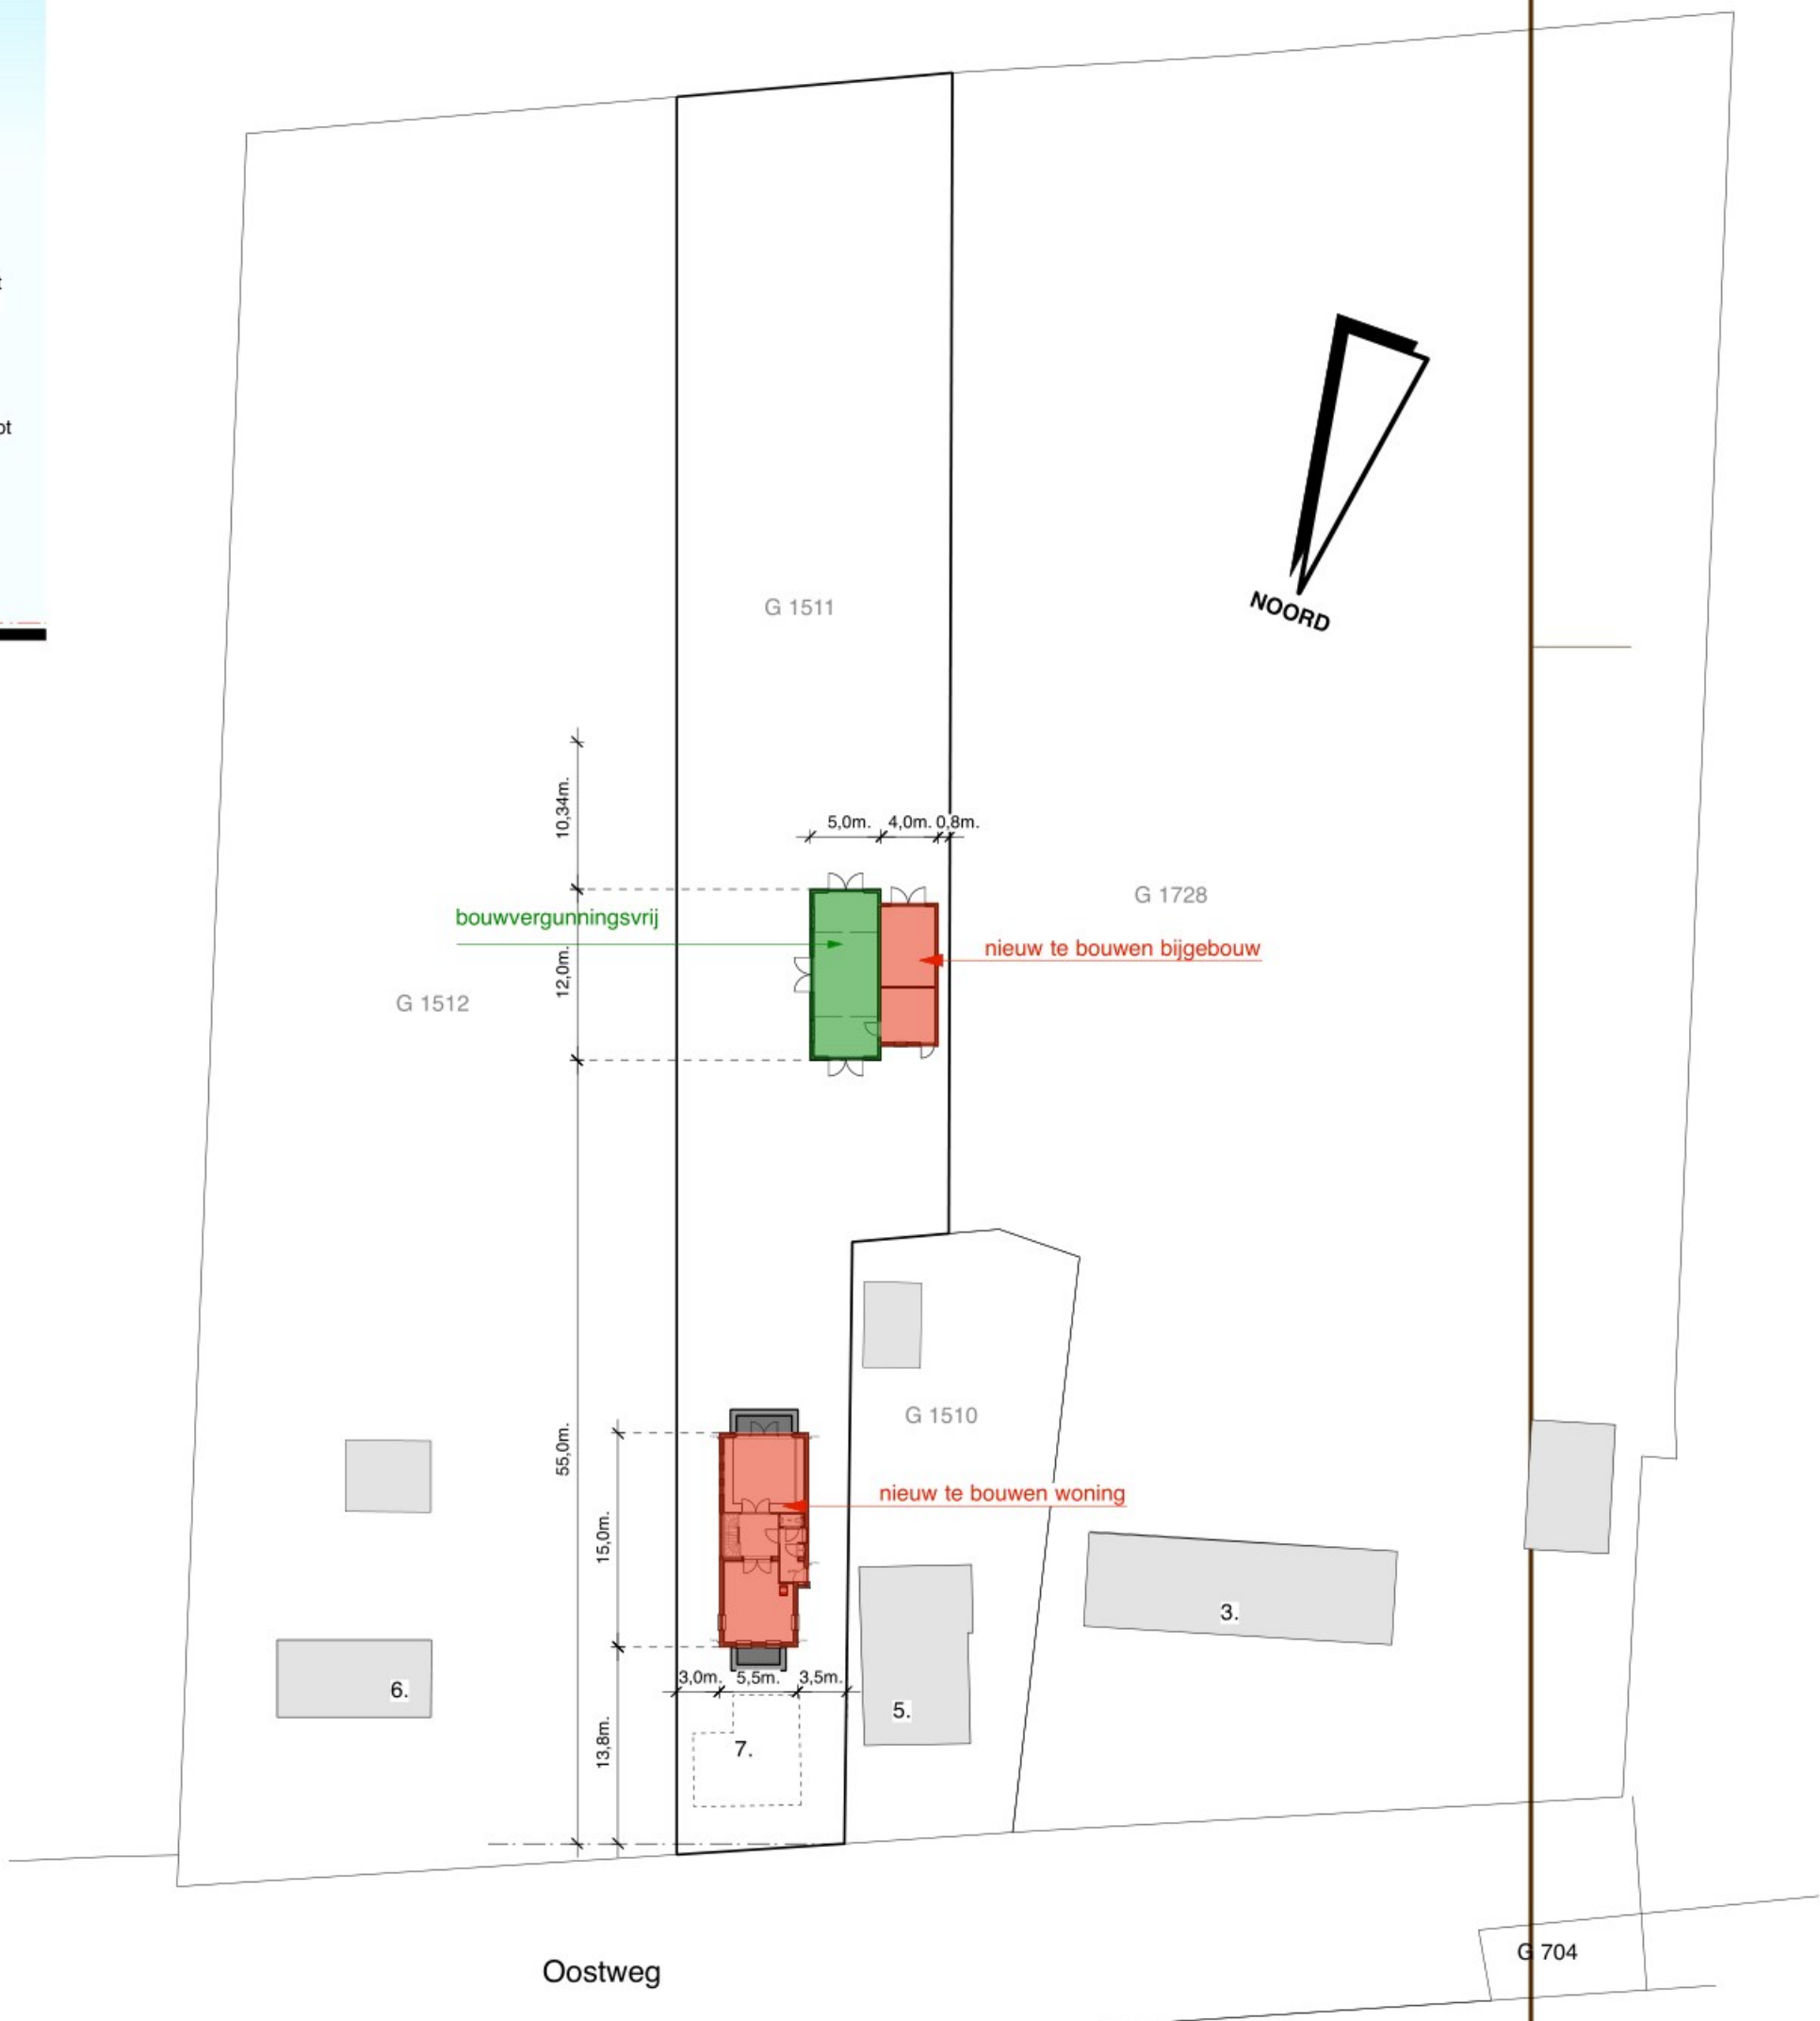 G 1511
NOORD
10,34m.
5,0m.
4,0m.
0,8m.
bouwvergunningsvrij
G 1728
nieuw te bouwen bijgebouw
12,0m.
G 1512
G 1510
55,0m.
nieuw te bouwen woning
15,0m.
3.
6.
3,0m.
5,5m.
3,5m.
5.
13,8m.
7.
G 704
Oostweg